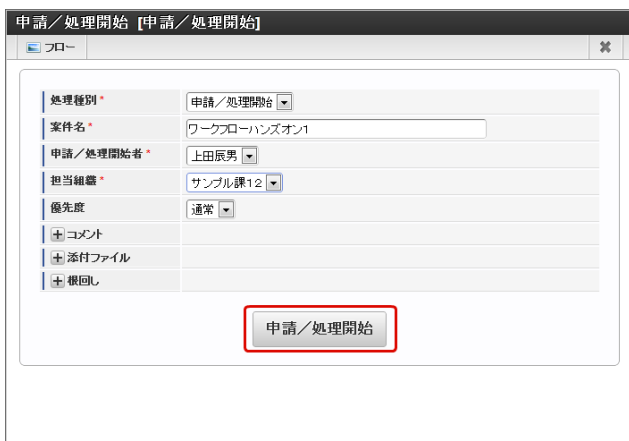 申請／処理開始 [申請／処理開始]
フロー
処理種別* 申請／処理開始
案件名* ワークフローハンズオン1
申請／処理開始者* 上田辰男
担当組織* サンプル課12
優先度 通常
コメント
添付ファイル
根回し
申請／処理開始